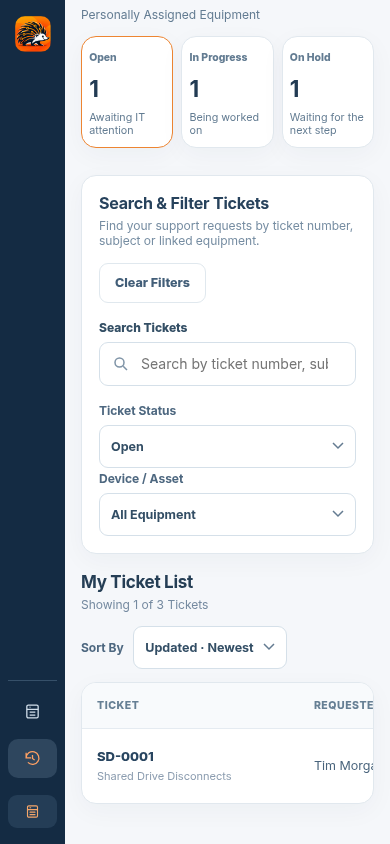 Personally Assigned Equipment
Open
1
Awaiting IT
attention
In Progress
1
Being worked
on
On Hold
1
Waiting for the
next step
Search & Filter Tickets
Find your support requests by ticket number,
subject or linked equipment.
Clear Filters
Search Tickets
Search by ticket number, sub
Ticket Status
Open
Device / Asset
All Equipment
My Ticket List
Showing 1 of 3 Tickets
Sort By
Updated · Newest
TICKET
REQUESTE
SD-0001
Shared Drive Disconnects
Tim Morga